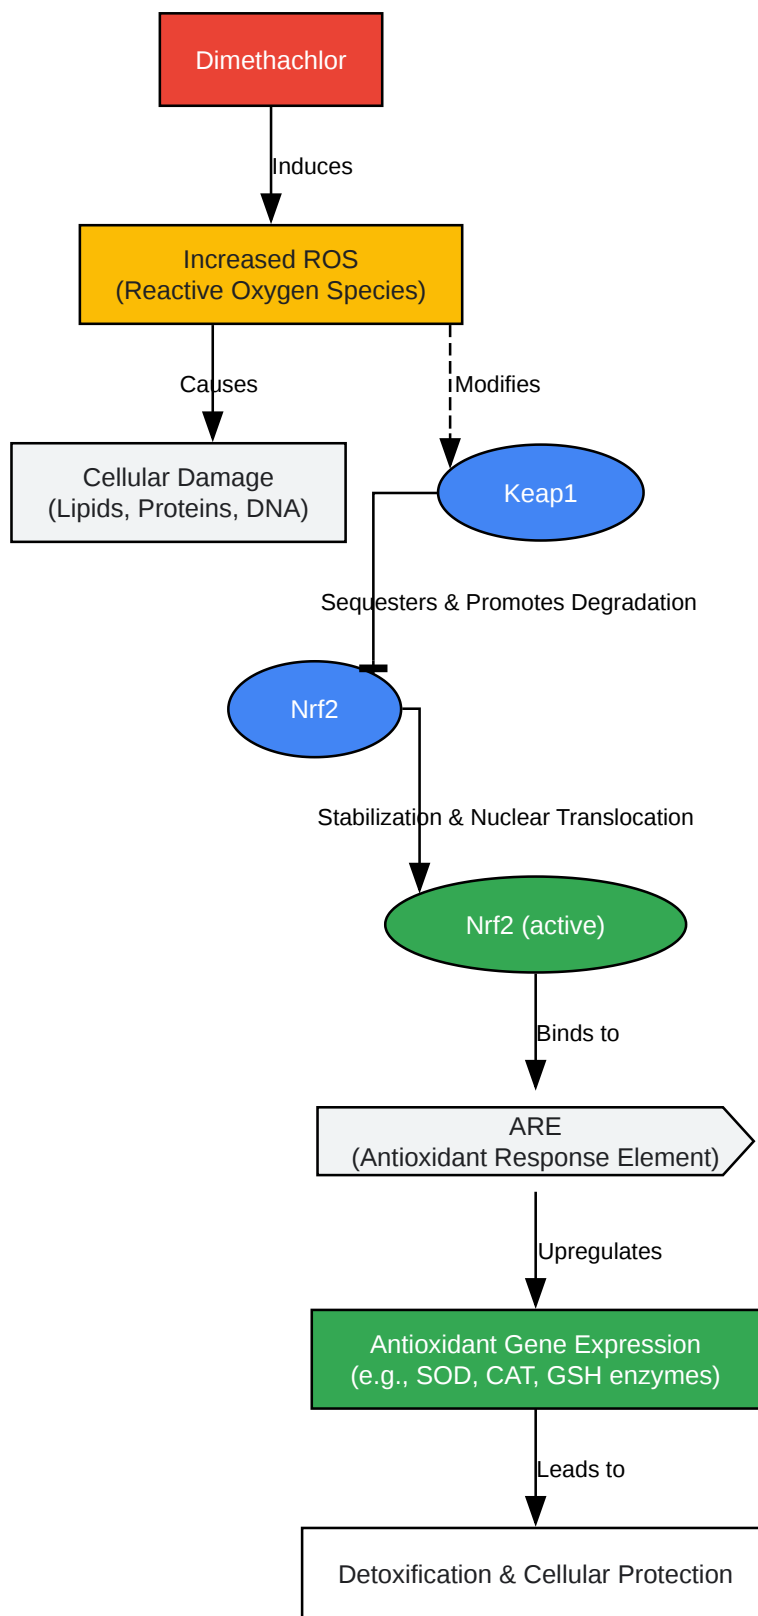 Dimethachlor
Induces
Increased ROS
(Reactive Oxygen Species)
Causes
Modifies
Cellular Damage
(Lipids, Proteins, DNA)
Keap1
Sequesters & Promotes Degradation
Nrf2
Stabilization & Nuclear Translocation
Nrf2 (active)
Binds to
ARE
(Antioxidant Response Element)
Upregulates
Antioxidant Gene Expression
(e.g., SOD, CAT, GSH enzymes)
Leads to
Detoxification & Cellular Protection